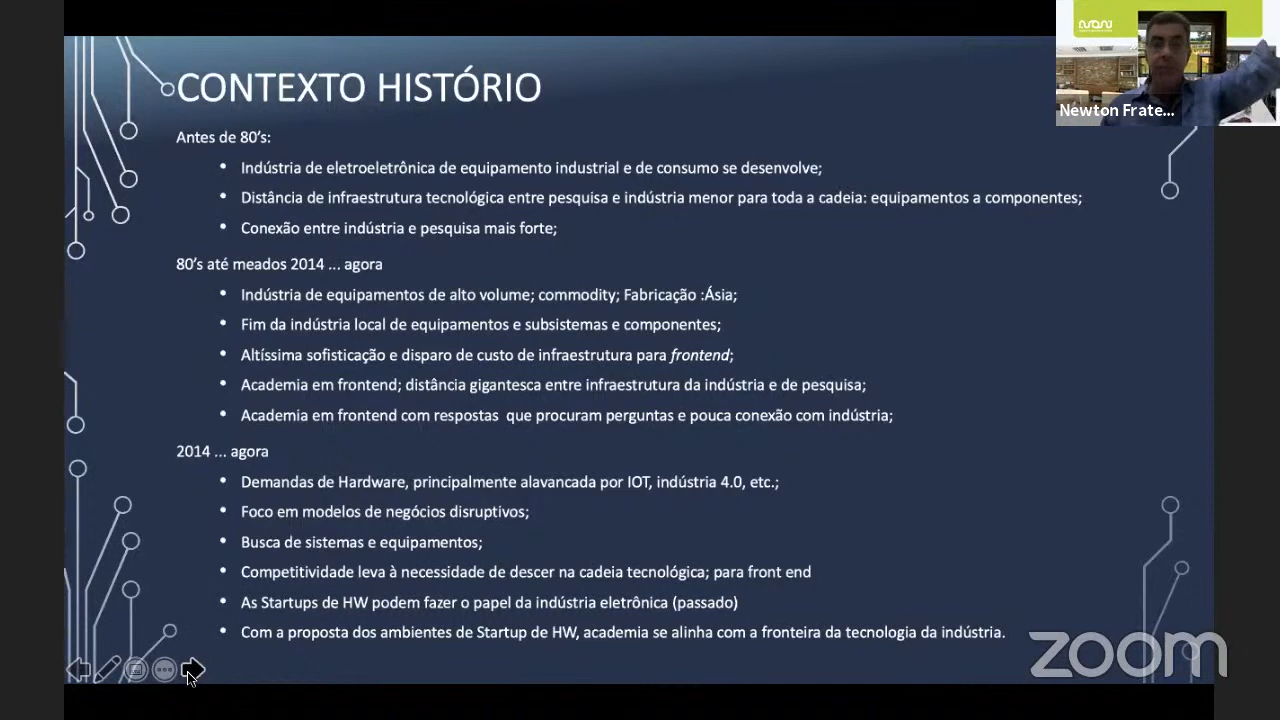 CONTEXTO HISTÓRIO
Antes de 80's:
• Indústria de eletroeletrônica de equipamento industrial e de consumo se desenvolve;
• Distância de infraestrutura tecnológica entre pesquisa e indústria menor para toda a cadeia: equipamentos a componentes;
• Conexão entre indústria e pesquisa mais forte;
80's até meados 2014 ... agora
• Indústria de equipamentos de alto volume; commodity; Fabricação :Ásia;
• Fim da indústria local de equipamentos e subsistemas e componentes;
• Altíssima sofisticação e disparo de custo de infraestrutura para frontend;
• Academia em frontend; distância gigantesca entre infraestrutura da indústria e de pesquisa;
• Academia em frontend com respostas  que procuram perguntas e pouca conexão com indústria;
2014 ... agora
• Demandas de Hardware, principalmente alavancada por IOT, indústria 4.0, etc.;
• Foco em modelos de negócios disruptivos;
• Busca de sistemas e equipamentos;
• Competitividade leva à necessidade de descer na cadeia tecnológica; para front end
• As Startups de HW podem fazer o papel da indústria eletrônica (passado)
• Com a proposta dos ambientes de Startup de HW, academia se alinha com a fronteira da tecnologia da indústria.
Newton Frate...
zoom